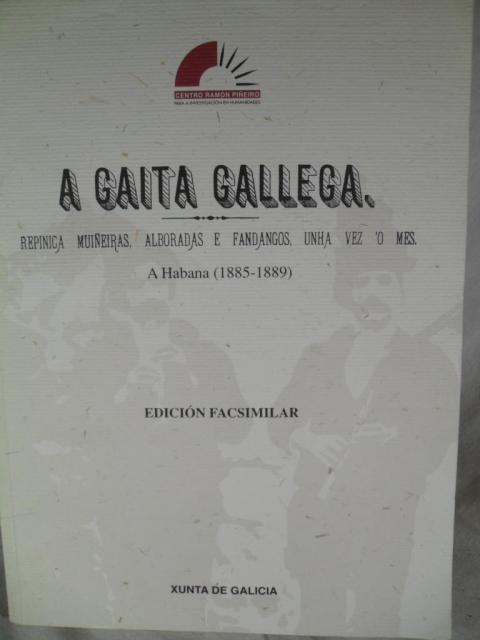 CENTRO RAMÓN PIÑEIRO
PARA A INVESTIGACIÓN EN HUMANIDADES
A GAITA GALLEGA.
REPINICA MUIÑEIRAS, ALBORADAS E FANDANGOS, UNHA VEZ 'O MES.
A Habana (1885-1889)
EDICIÓN FACSIMILAR
XUNTA DE GALICIA